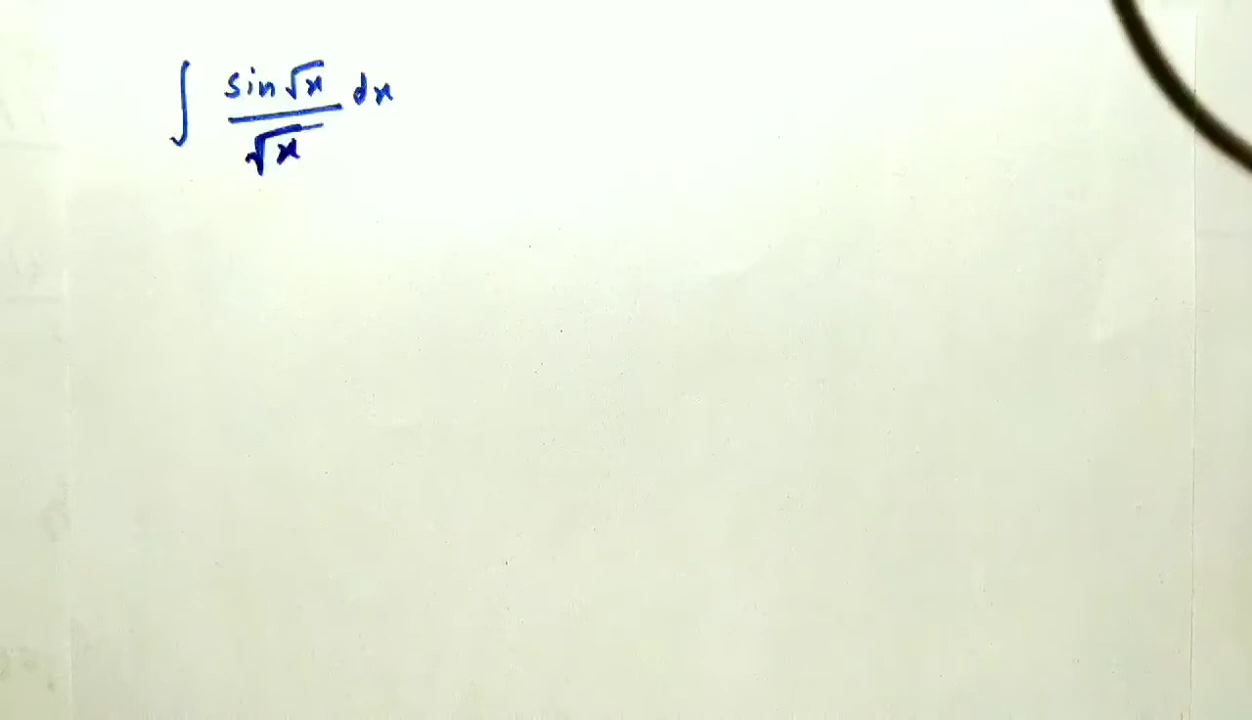 ∫ sin√x / √x dx